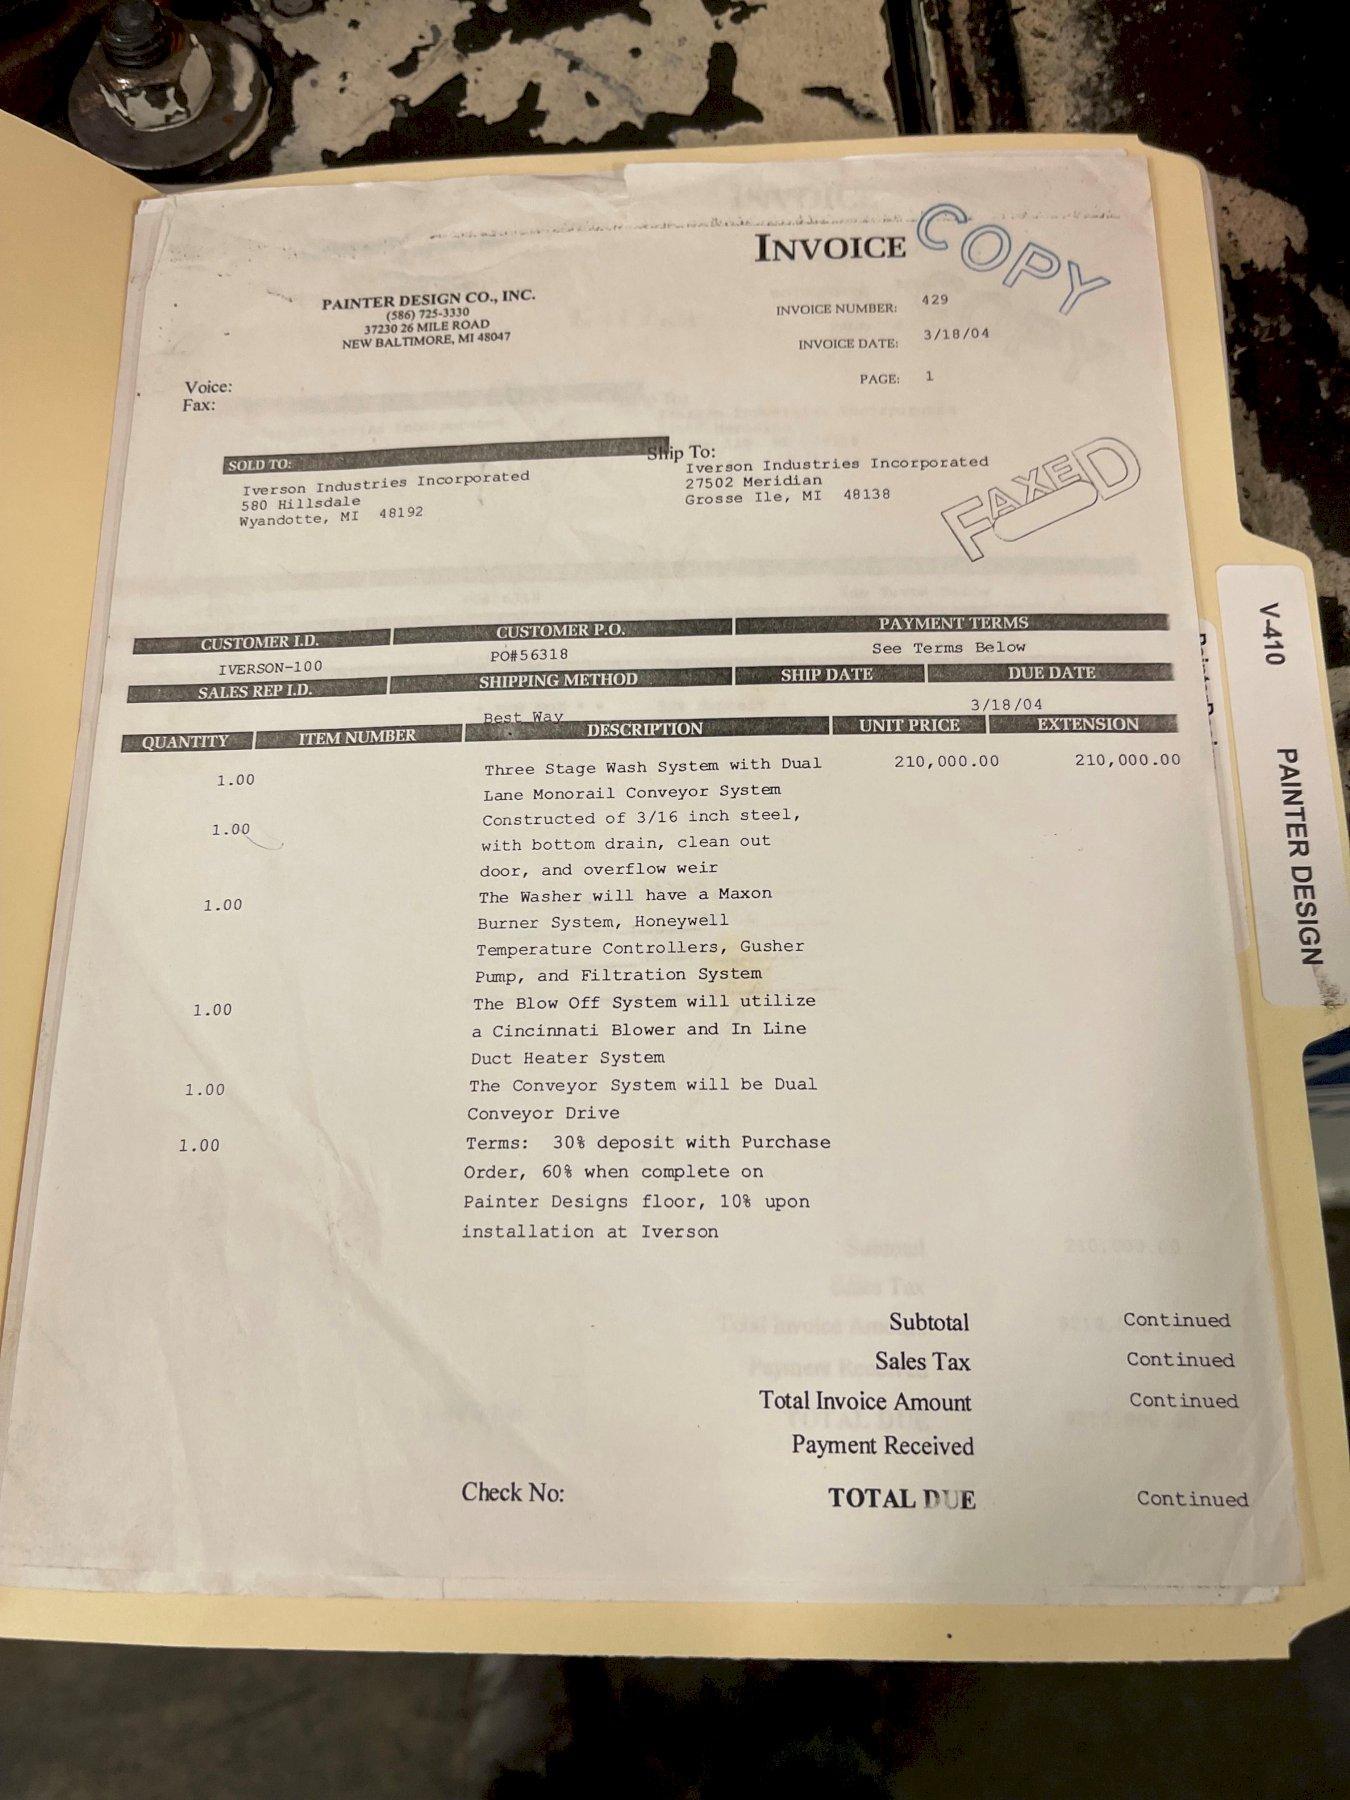 INVOICE
COPY
PAINTER DESIGN CO., INC.
(586) 725-3330
37230 26 MILE ROAD
NEW BALTIMORE, MI 48047
INVOICE NUMBER: 429
INVOICE DATE: 3/18/04
PAGE: 1
Voice:
Fax:
SOLD TO:
Iverson Industries Incorporated
580 Hillsdale
Wyandotte, MI 48192
Ship To:
Iverson Industries Incorporated
27502 Meridian
Grosse Ile, MI 48138
FAXED
CUSTOMER I.D. CUSTOMER P.O. PAYMENT TERMS
IVERSON-100 PO#56318 See Terms Below
SALES REP I.D. SHIPPING METHOD SHIP DATE DUE DATE
Best Way 3/18/04
QUANTITY ITEM NUMBER DESCRIPTION UNIT PRICE EXTENSION
1.00 Three Stage Wash System with Dual 210,000.00 210,000.00
Lane Monorail Conveyor System
1.00 Constructed of 3/16 inch steel,
with bottom drain, clean out
door, and overflow weir
1.00 The Washer will have a Maxon
Burner System, Honeywell
Temperature Controllers, Gusher
Pump, and Filtration System
1.00 The Blow Off System will utilize
a Cincinnati Blower and In Line
Duct Heater System
1.00 The Conveyor System will be Dual
Conveyor Drive
1.00 Terms: 30% deposit with Purchase
Order, 60% when complete on
Painter Designs floor, 10% upon
installation at Iverson
Subtotal Continued
Sales Tax Continued
Total Invoice Amount Continued
Payment Received
Check No: TOTAL DUE Continued
V-410 PAINTER DESIGN